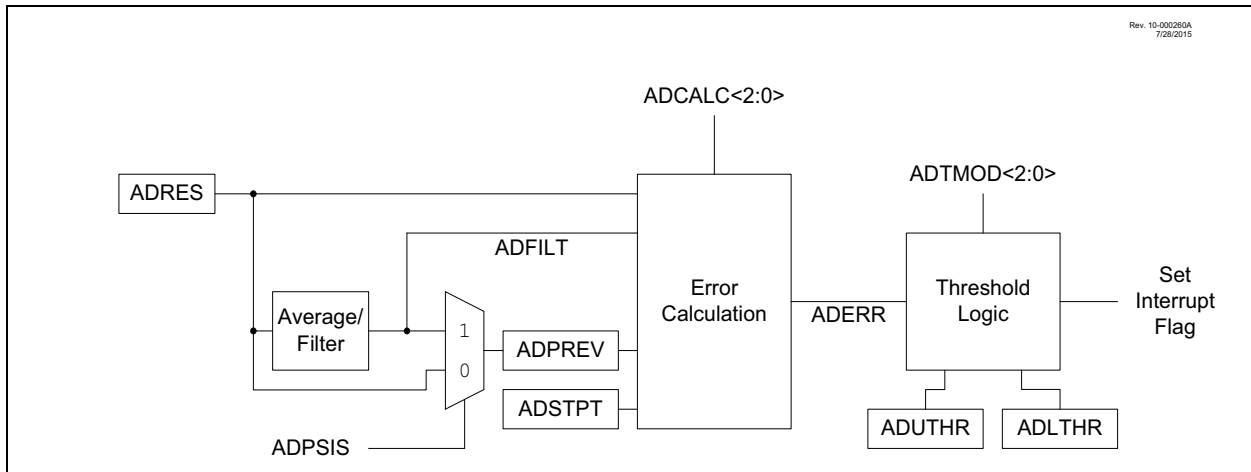 Rev. 10-000260A
7/28/2015
ADCALC<2:0>
ADTMOD<2:0>
ADRES
ADFILT
Error
Calculation
Threshold
Logic
Set
Interrupt
Flag
ADERR
Average/
Filter
1
0
ADPREV
ADSTPT
ADUTHR
ADLTHR
ADPSIS